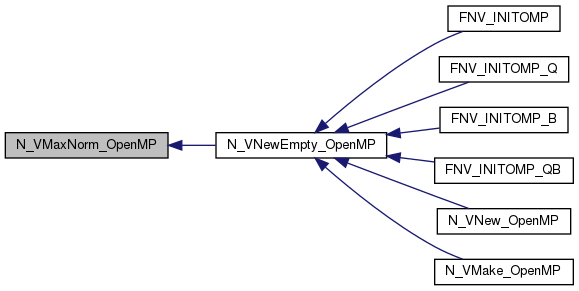 N_VMaxNorm_OpenMP
N_VNewEmpty_OpenMP
FNV_INITOMP
FNV_INITOMP_Q
FNV_INITOMP_B
FNV_INITOMP_QB
N_VNew_OpenMP
N_VMake_OpenMP